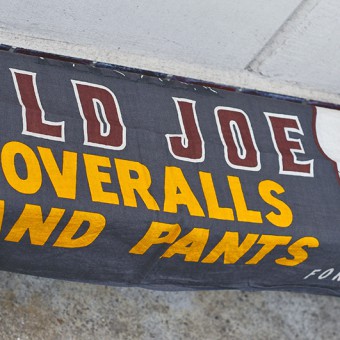 LD JOE
OVERALLS
AND PANTS
FOR